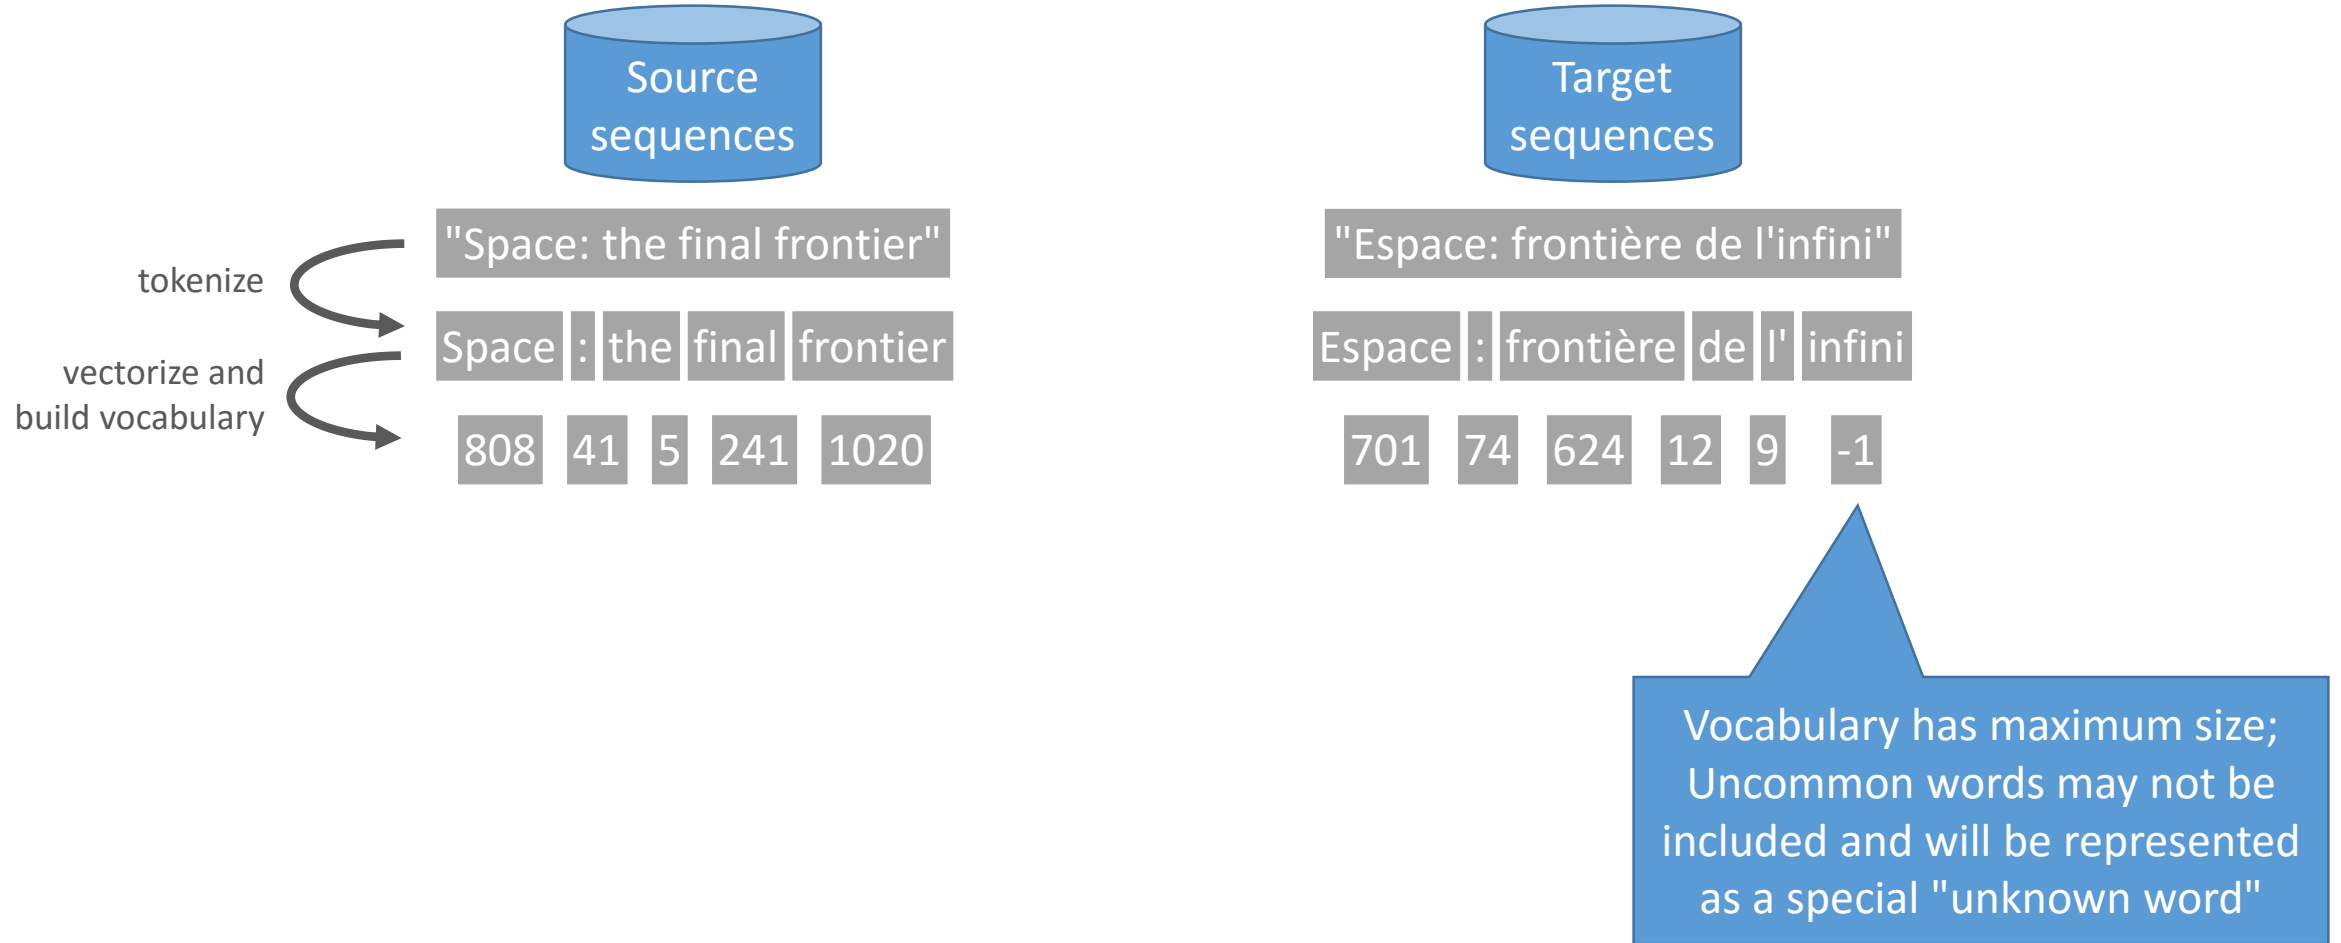 Source
sequences
Target
sequences
"Space: the final frontier"
"Espace: frontière de l'infini"
tokenize
Space : the final frontier
Espace : frontière de l' infini
vectorize and
build vocabulary
808 41 5 241 1020
701 74 624 12 9 -1
Vocabulary has maximum size;
Uncommon words may not be
included and will be represented
as a special "unknown word"